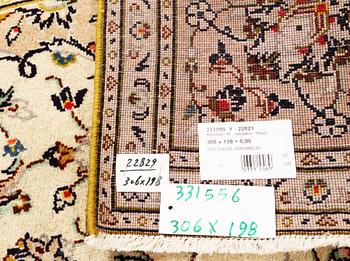 331556 Y 22829
306 x 198 = 6,06
22829
306x198
331556
306 X 198